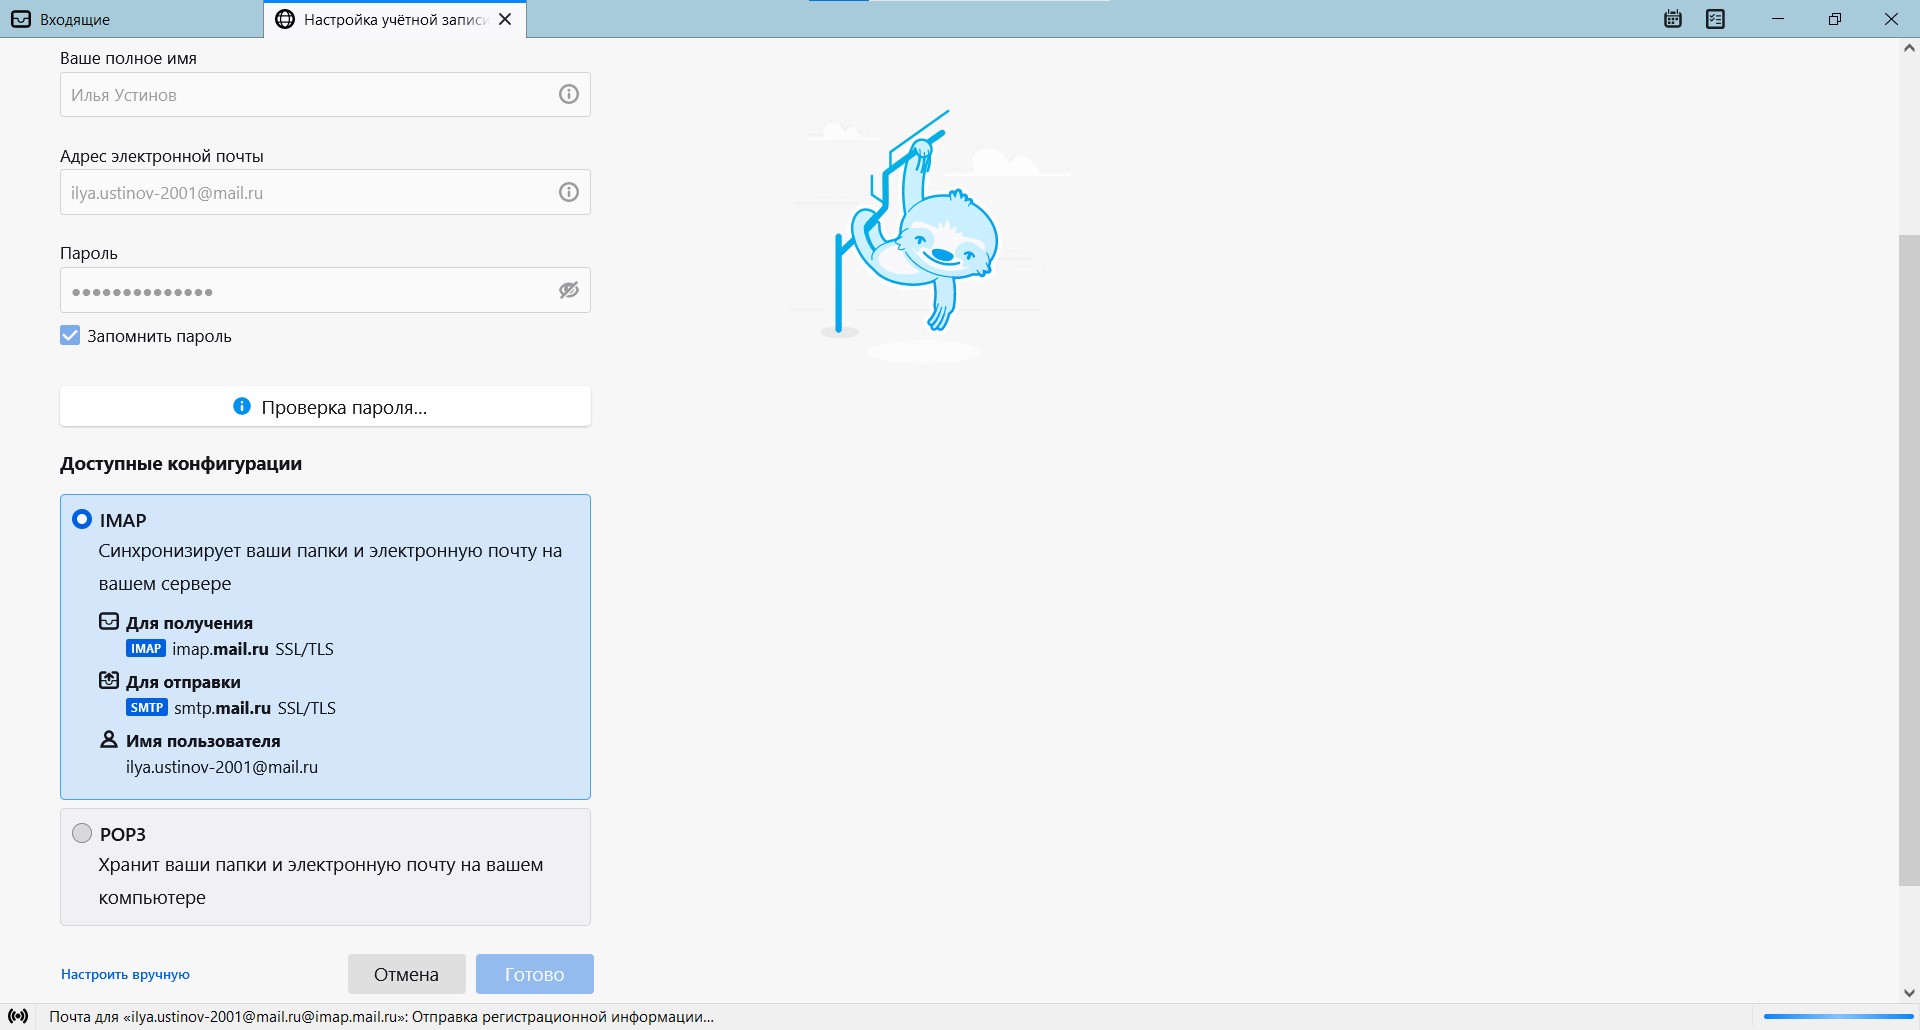 Входящие
Настройка учётной записи
Ваше полное имя
Илья Устинов
Адрес электронной почты
ilya.ustinov-2001@mail.ru
Пароль
●●●●●●●●●●●●●●
Запомнить пароль
Проверка пароля...
Доступные конфигурации
IMAP
Синхронизирует ваши папки и электронную почту на
вашем сервере
Для получения
IMAP imap.mail.ru SSL/TLS
Для отправки
SMTP smtp.mail.ru SSL/TLS
Имя пользователя
ilya.ustinov-2001@mail.ru
POP3
Хранит ваши папки и электронную почту на вашем
компьютере
Настроить вручную
Отмена
Готово
Почта для «ilya.ustinov-2001@mail.ru@imap.mail.ru»: Отправка регистрационной информации...